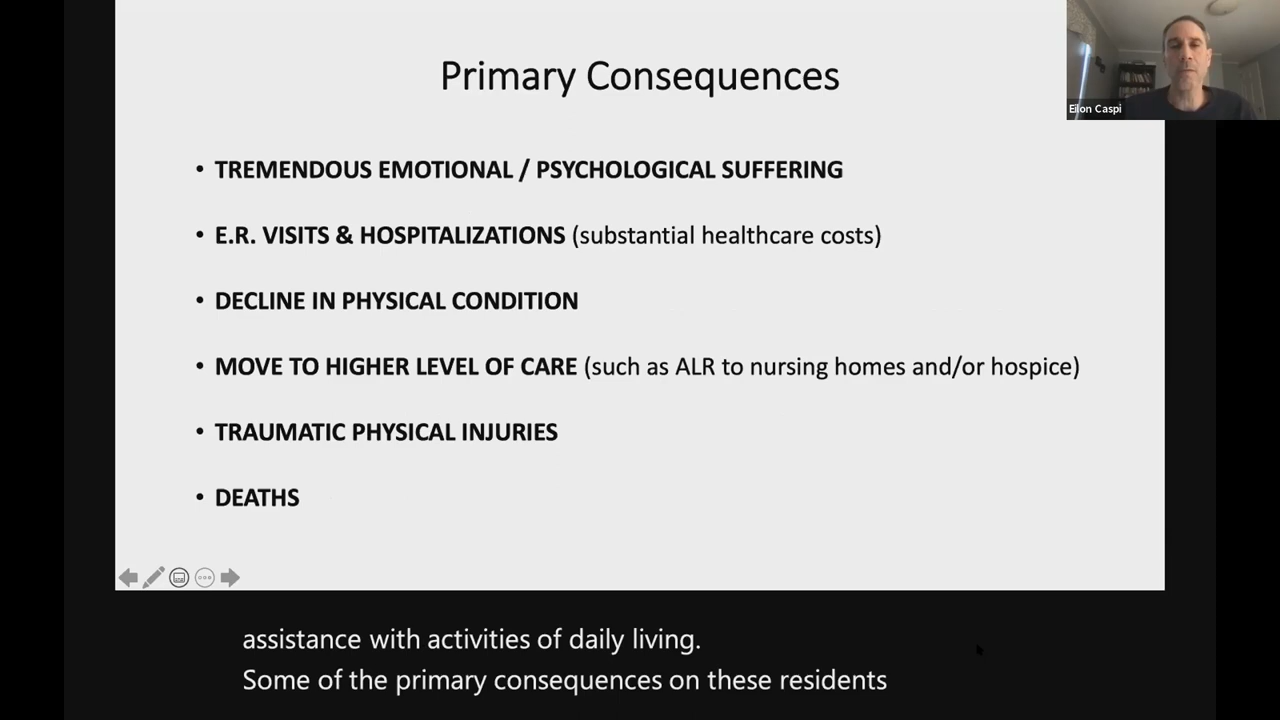 Primary Consequences
Eilon Caspi
• TREMENDOUS EMOTIONAL / PSYCHOLOGICAL SUFFERING
• E.R. VISITS & HOSPITALIZATIONS (substantial healthcare costs)
• DECLINE IN PHYSICAL CONDITION
• MOVE TO HIGHER LEVEL OF CARE (such as ALR to nursing homes and/or hospice)
• TRAUMATIC PHYSICAL INJURIES
• DEATHS
assistance with activities of daily living.
Some of the primary consequences on these residents